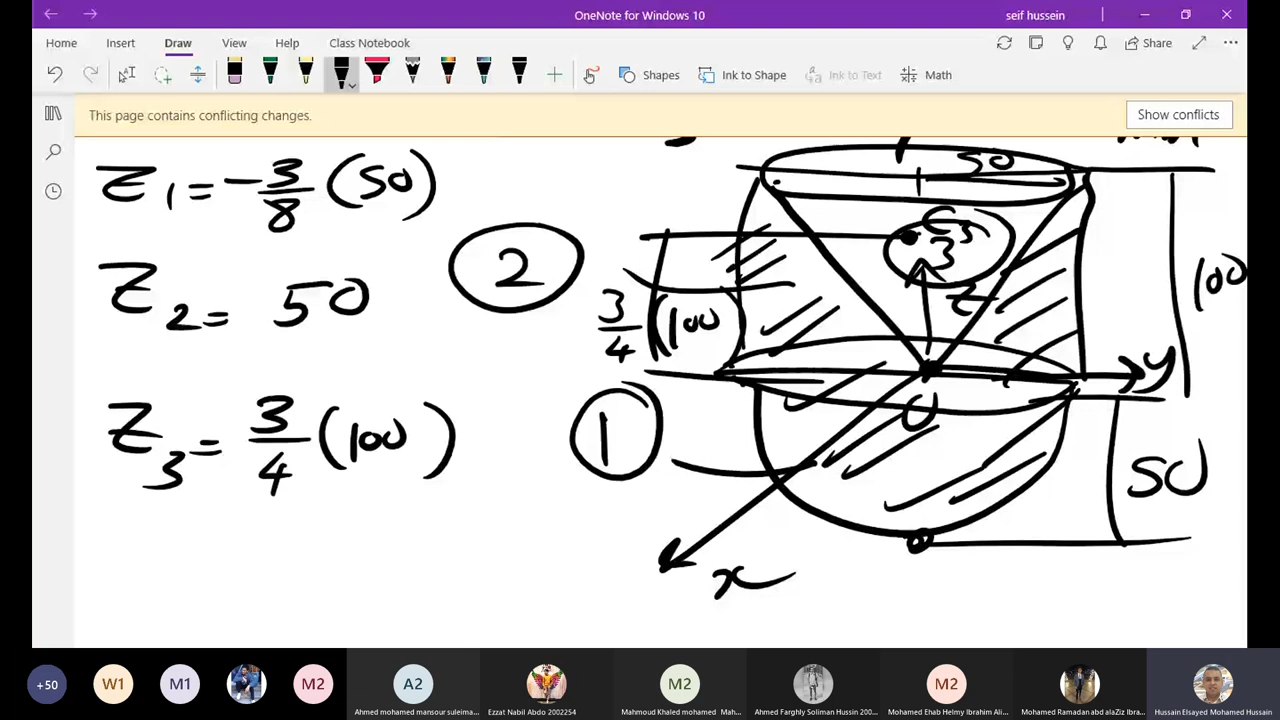 OneNote for Windows 10
seif hussein
Home Insert Draw View Help Class Notebook
Share
Shapes Ink to Shape Ink to Text Math
This page contains conflicting changes.
Show conflicts
Z1 = -3/8 (50)
Z2 = 50
Z3 = 3/4 (100)
2
1
50
3
z
3/4 (100)
100
y
O
50
x
+50 W1 M1 M2
A2
Ahmed mohamed mansour suleima...
Ezzat Nabil Abdo 2002254
M2
Mahmoud Khaled mohamed Mah...
Ahmed Farghly Soliman Hussin 200...
M2
Mohamed Ehab Helmy Ibrahim Ali...
Mohamed Ramadan abd alaZiz Ibra...
Hussain Elsayed Mohamed Hussain